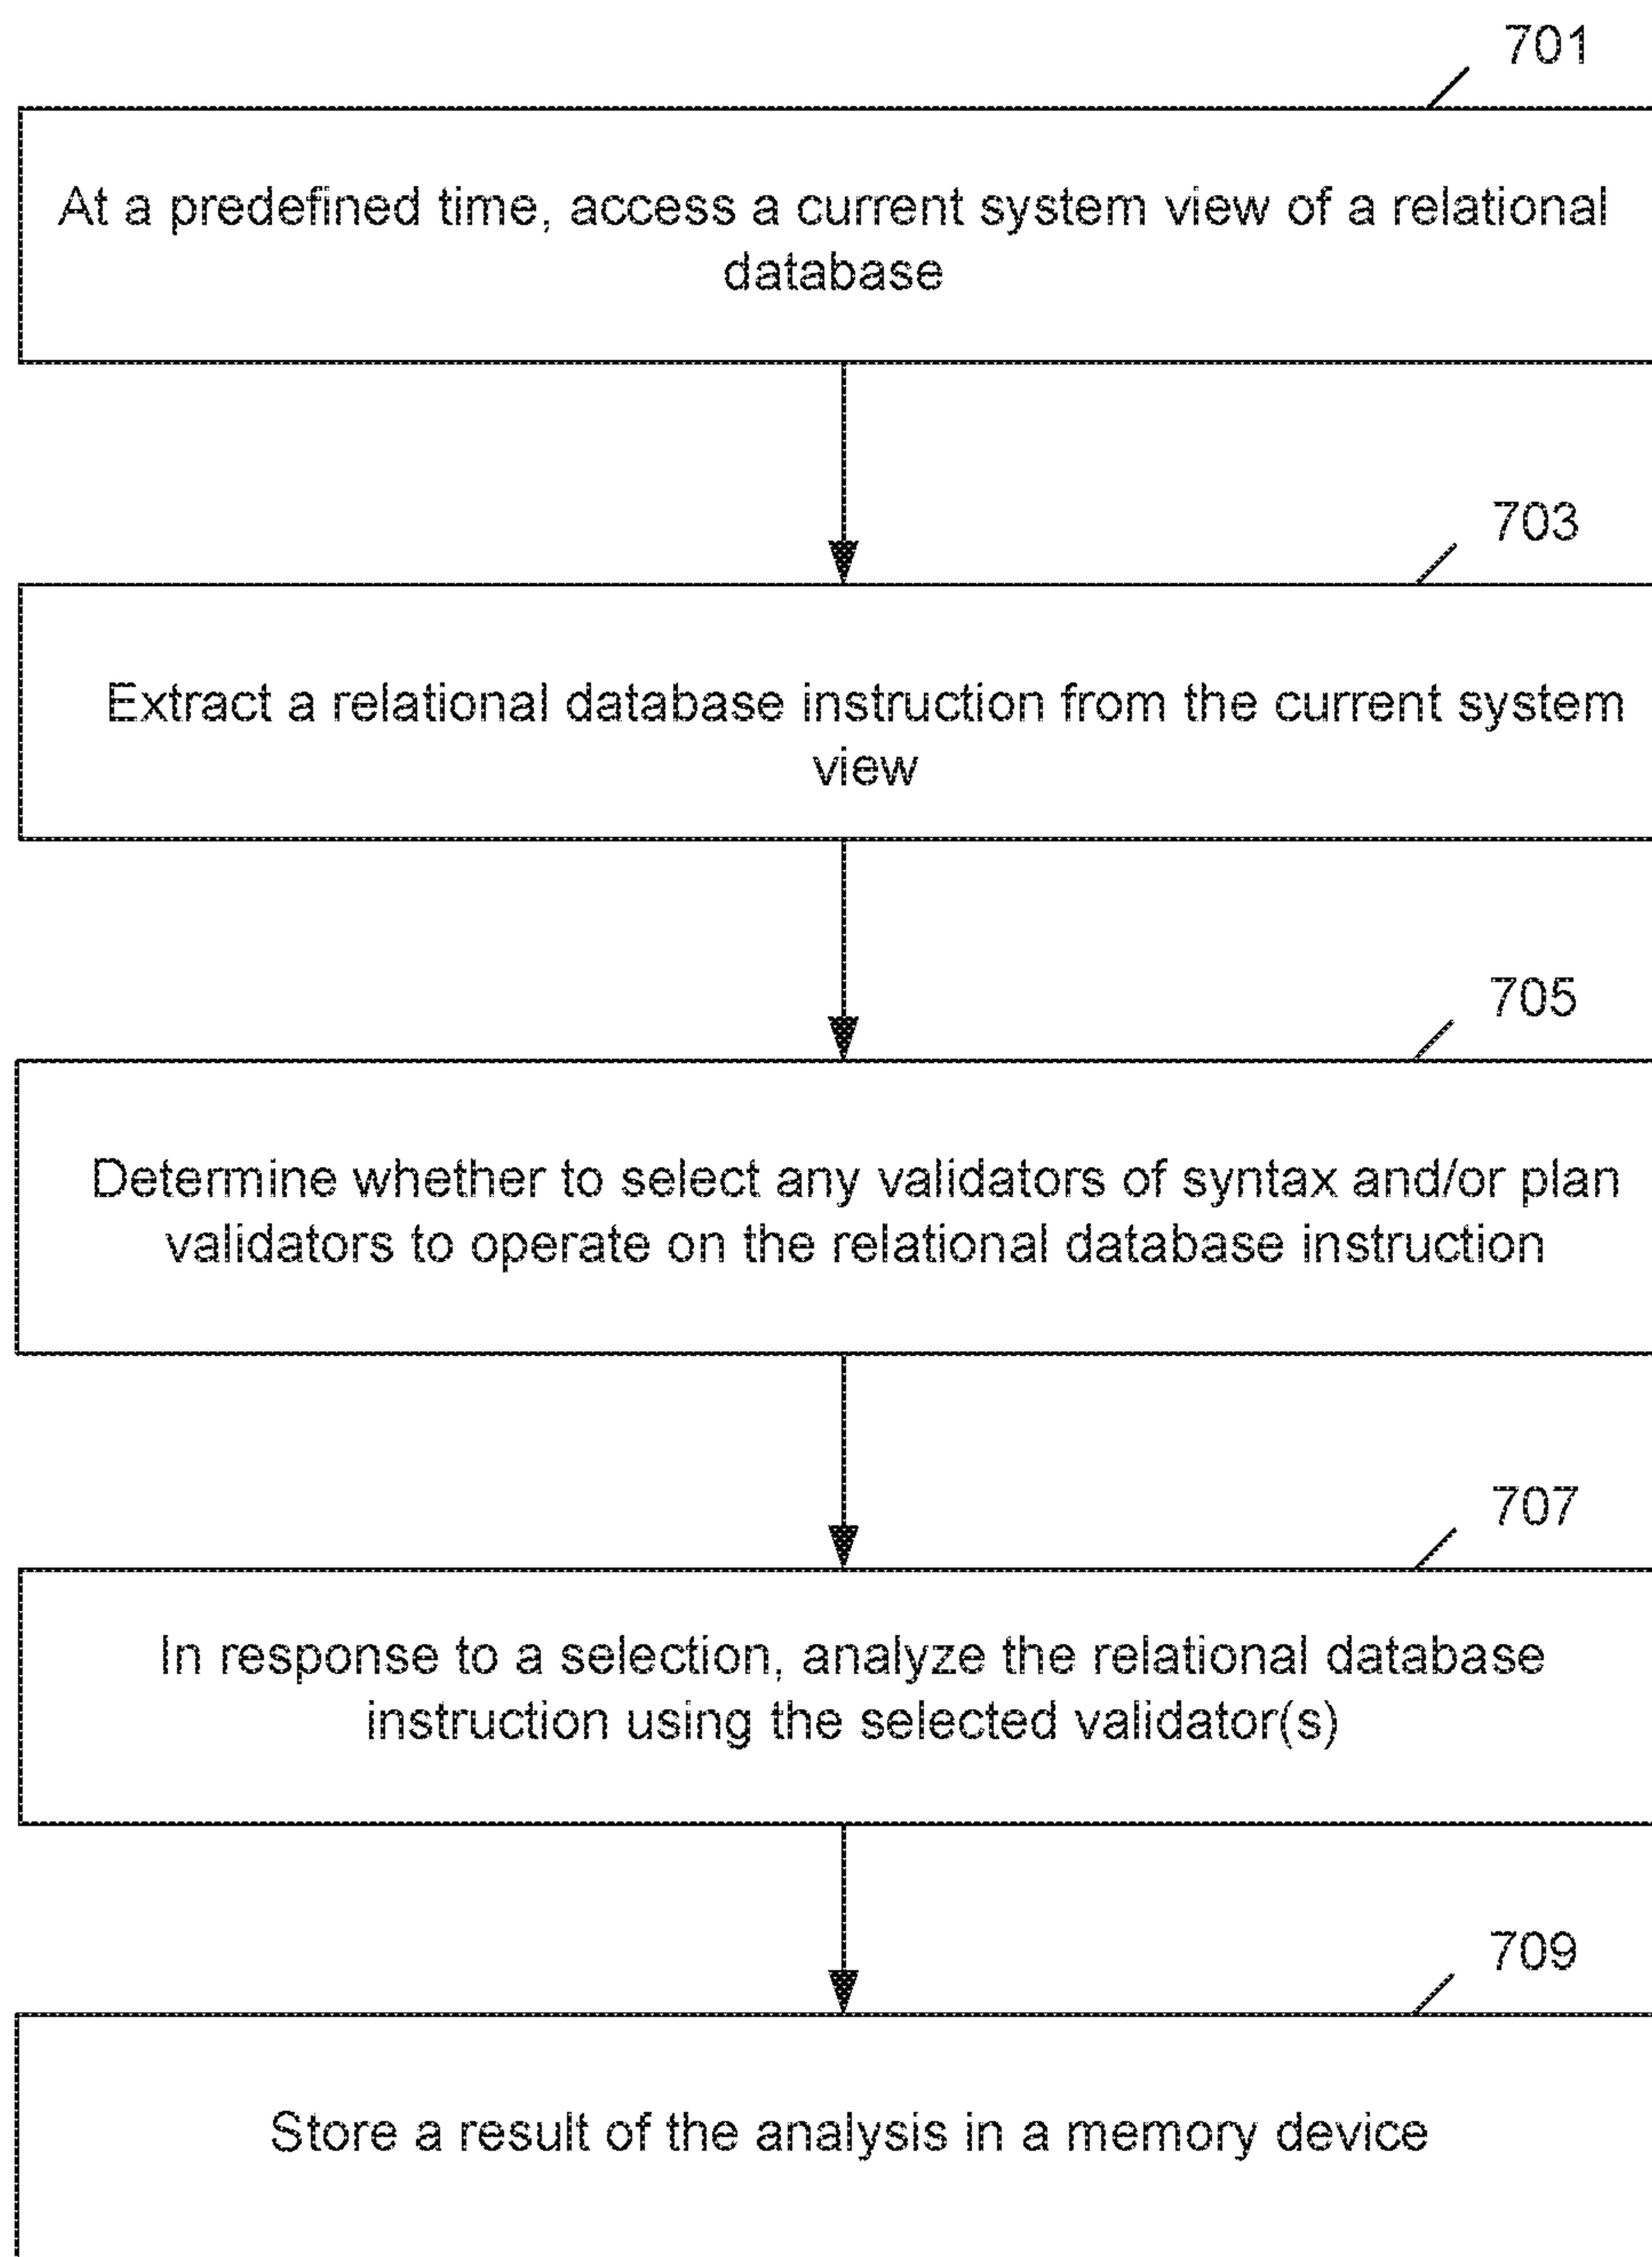 701
At a predefined time, access a current system view of a relational
database
703
Extract a relational database instruction from the current system
view
705
Determine whether to select any validators of syntax and/or plan
validators to operate on the relational database instruction
707
In response to a selection, analyze the relational database
instruction using the selected validator(s)
709
Store a result of the analysis in a memory device